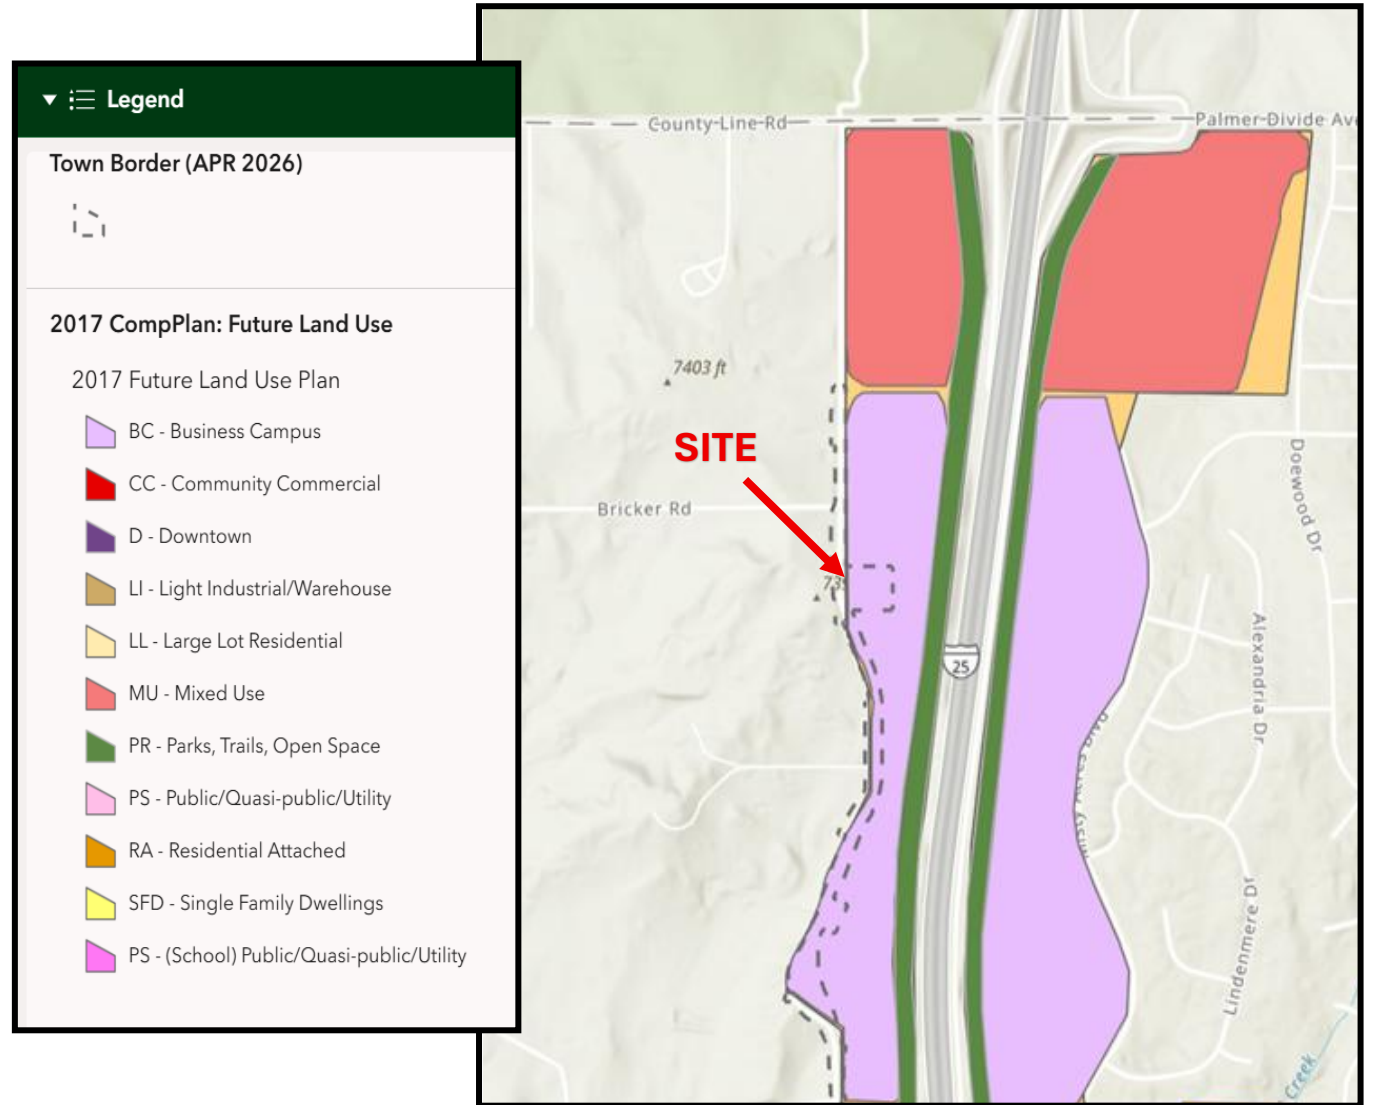 Legend
Town Border (APR 2026)
2017 CompPlan: Future Land Use
2017 Future Land Use Plan
BC - Business Campus
CC - Community Commercial
D - Downtown
LI - Light Industrial/Warehouse
LL - Large Lot Residential
MU - Mixed Use
PR - Parks, Trails, Open Space
PS - Public/Quasi-public/Utility
RA - Residential Attached
SFD - Single Family Dwellings
PS - (School) Public/Quasi-public/Utility
County Line Rd
Palmer Divide Av
7403 ft
SITE
Bricker Rd
Doewood Dr
25
Alexandria Dr
Lindenmere Dr
Creek